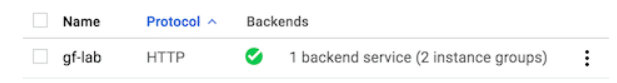 Name Protocol Backends
gf-lab HTTP 1 backend service (2 instance groups)